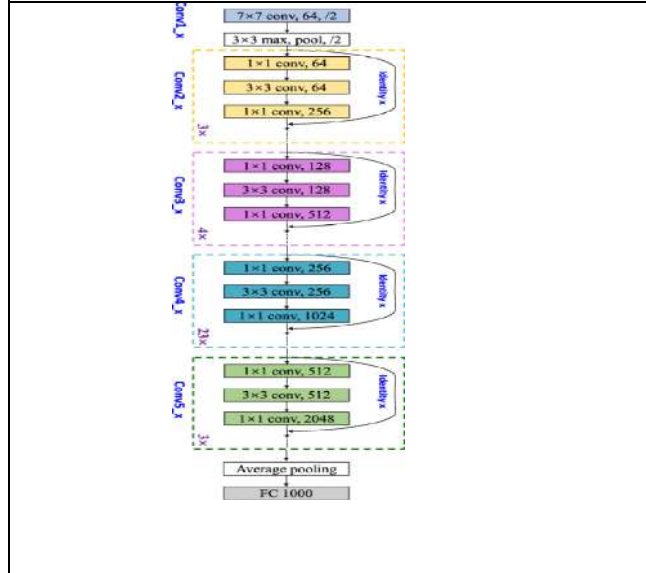 Conv1_x
7×7 conv, 64, /2
3×3 max, pool, /2
Conv2_x
1×1 conv, 64
3×3 conv, 64
1×1 conv, 256
Identity x
3×
Conv3_x
1×1 conv, 128
3×3 conv, 128
1×1 conv, 512
Identity x
4×
Conv4_x
1×1 conv, 256
3×3 conv, 256
1×1 conv, 1024
Identity x
23×
Conv5_x
1×1 conv, 512
3×3 conv, 512
1×1 conv, 2048
Identity x
3×
Average pooling
FC 1000